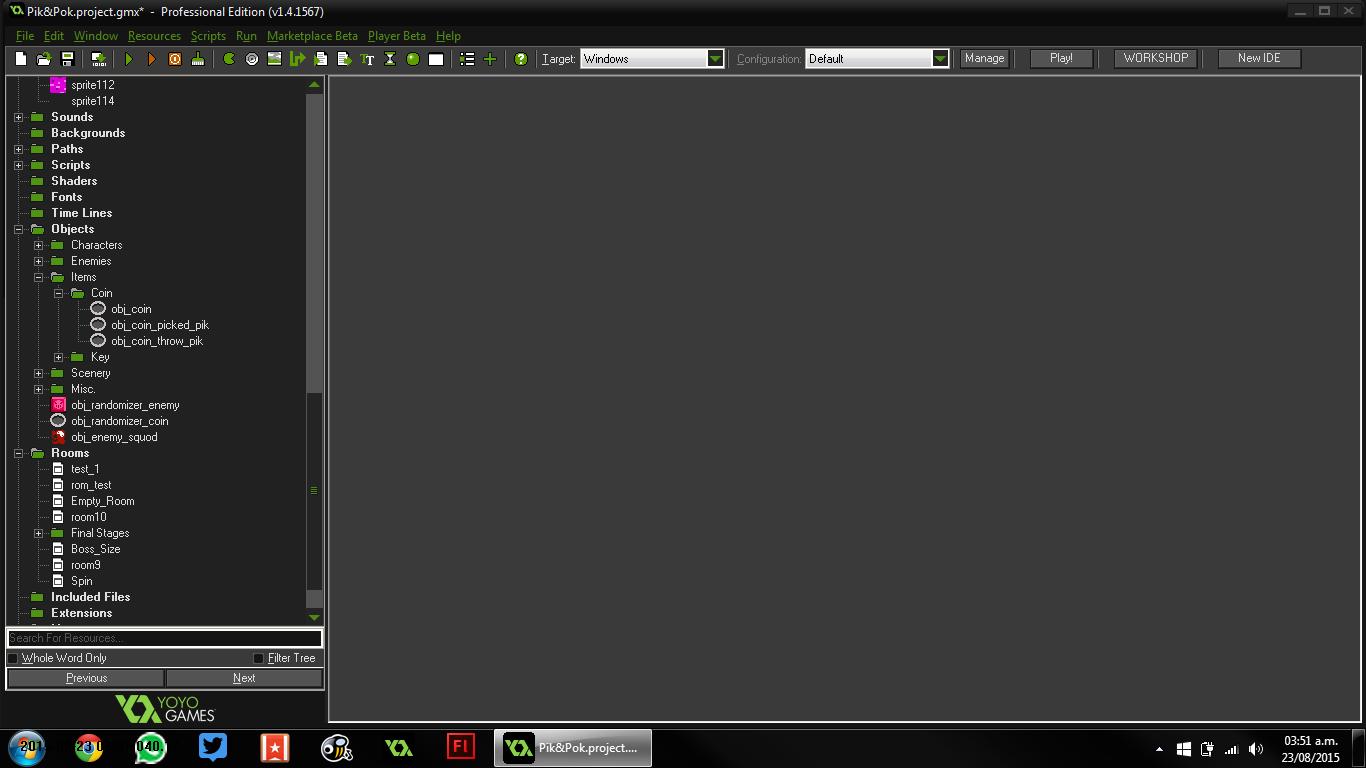 Pik&Pok.project.gmx* - Professional Edition (v1.4.1567)
File Edit Window Resources Scripts Run Marketplace Beta Player Beta Help
Target: Windows Configuration: Default Manage Play! WORKSHOP New IDE
sprite112
sprite114
Sounds
Backgrounds
Paths
Scripts
Shaders
Fonts
Time Lines
Objects
Characters
Enemies
Items
Coin
obj_coin
obj_coin_picked_pik
obj_coin_throw_pik
Key
Scenery
Misc.
obj_randomizer_enemy
obj_randomizer_coin
obj_enemy_squod
Rooms
test_1
rom_test
Empty_Room
room10
Final Stages
Boss_Size
room9
Spin
Included Files
Extensions
Search For Resources...
Whole Word Only Filter Tree
Previous Next
YOYO
GAMES
Pik&Pok.project....
03:51 a.m.
23/08/2015